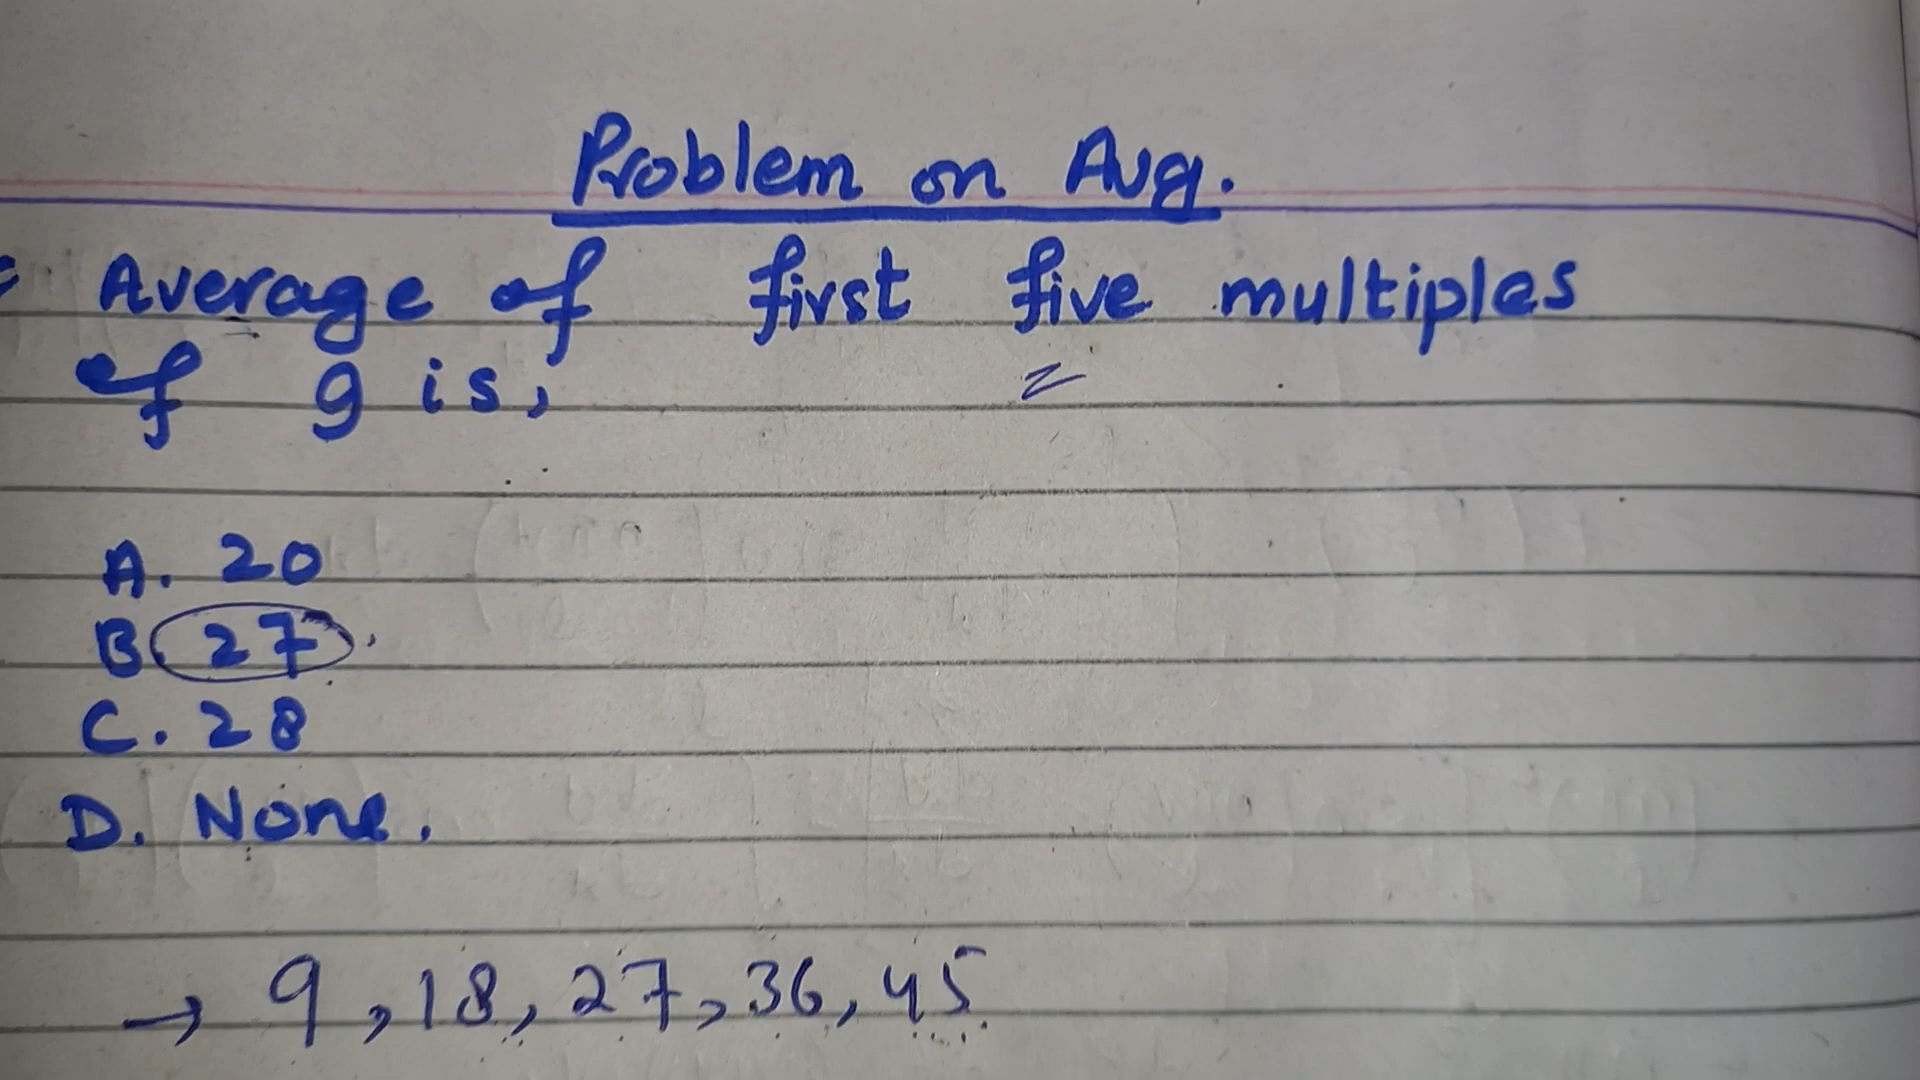 Problem on Avg.
Average of first five multiples
of 9 is,
A. 20
B. 27.
C. 28
D. None.
→ 9, 18, 27, 36, 45